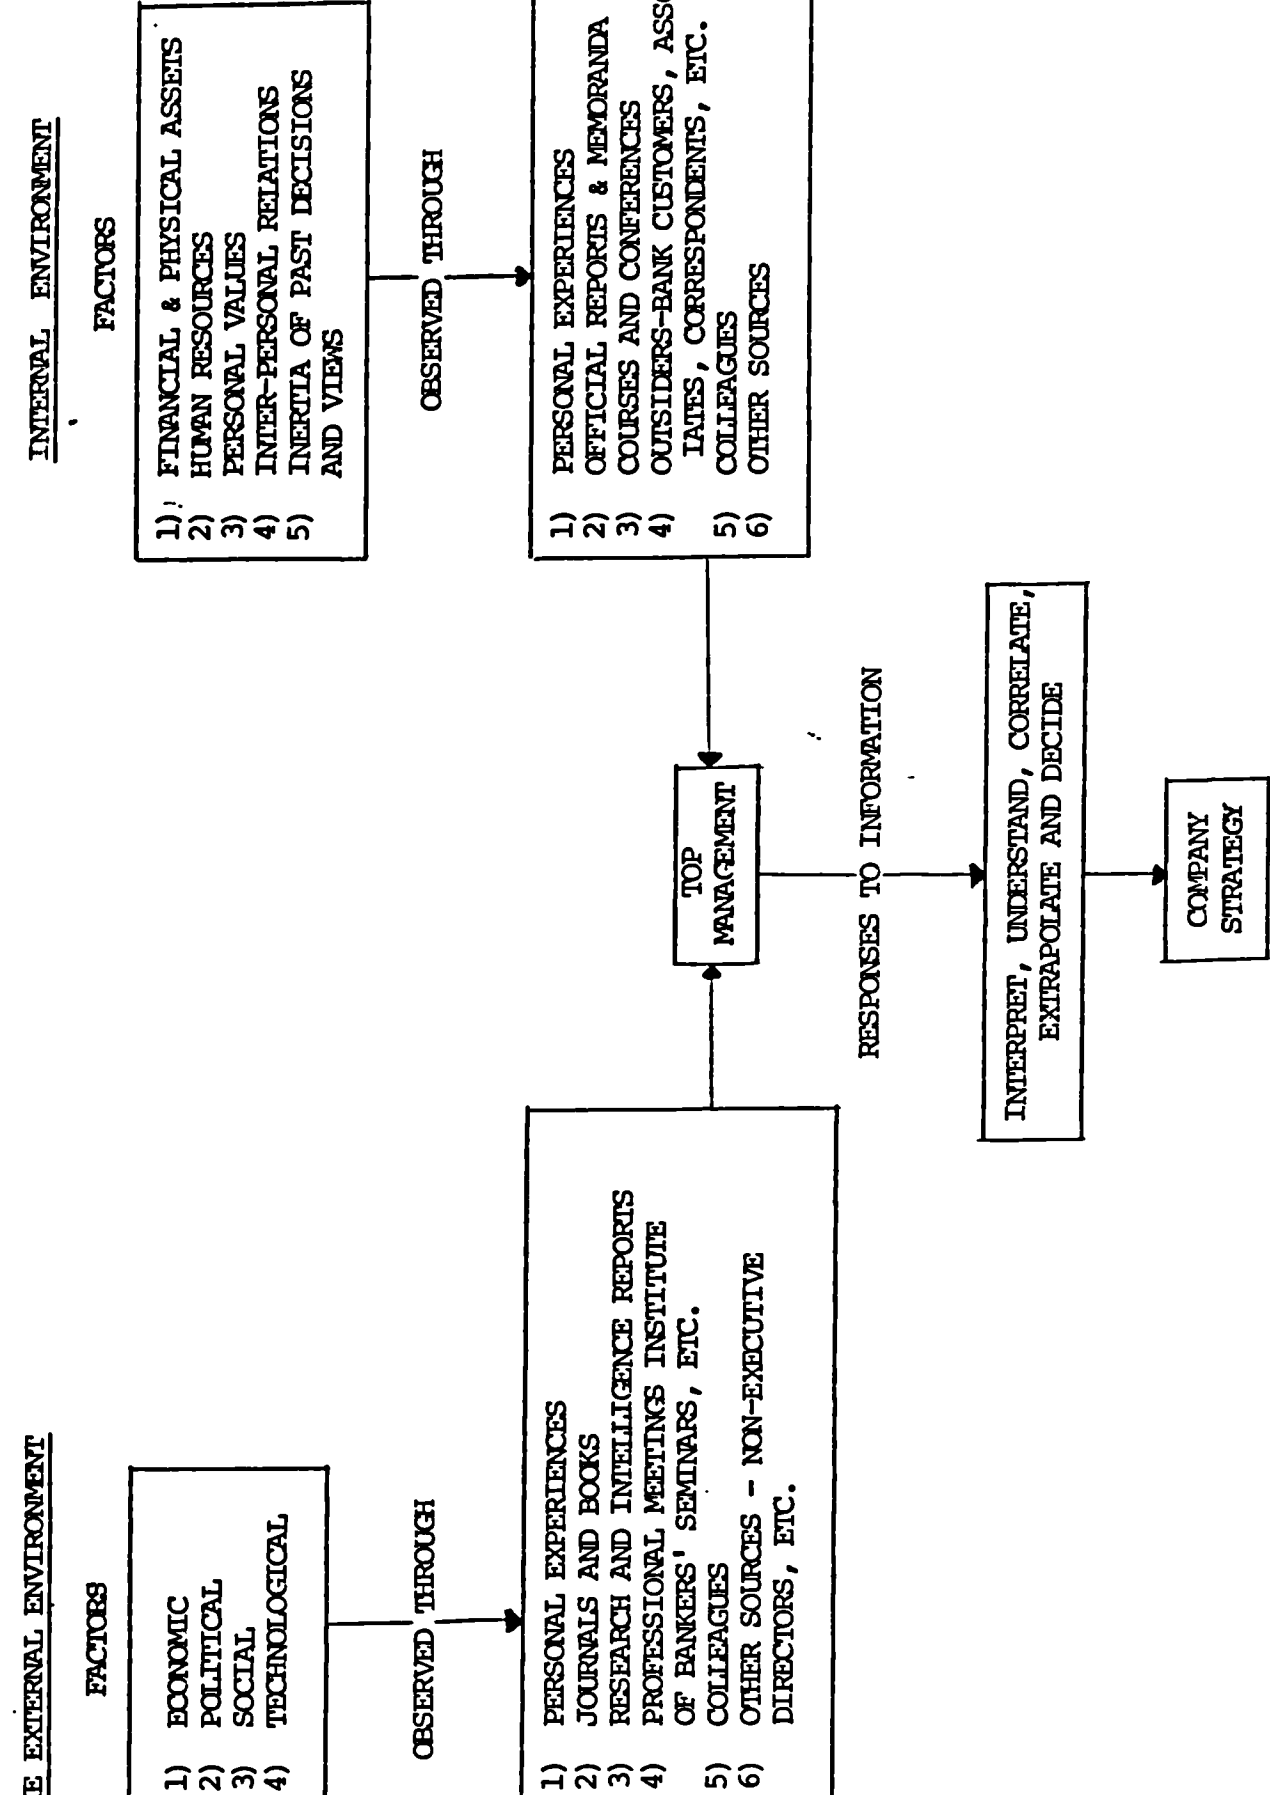 E EXTERNAL ENVIRONMENT
FACTORS
1) ECONOMIC
2) POLITICAL
3) SOCIAL
4) TECHNOLOGICAL
OBSERVED THROUGH
1) PERSONAL EXPERIENCES
2) JOURNALS AND BOOKS
3) RESEARCH AND INTELLIGENCE REPORTS
4) PROFESSIONAL MEETINGS INSTITUTE
OF BANKERS' SEMINARS, ETC.
5) COLLEAGUES
6) OTHER SOURCES - NON-EXECUTIVE
DIRECTORS, ETC.
INTERNAL ENVIRONMENT
FACTORS
1) FINANCIAL & PHYSICAL ASSETS
2) HUMAN RESOURCES
3) PERSONAL VALUES
4) INTER-PERSONAL RELATIONS
5) INERTIA OF PAST DECISIONS
AND VIEWS
OBSERVED THROUGH
1) PERSONAL EXPERIENCES
2) OFFICIAL REPORTS & MEMORANDA
3) COURSES AND CONFERENCES
4) OUTSIDERS-BANK CUSTOMERS, ASSO
IATES, CORRESPONDENTS, ETC.
5) COLLEAGUES
6) OTHER SOURCES
TOP
MANAGEMENT
RESPONSES TO INFORMATION
INTERPRET, UNDERSTAND, CORRELATE,
EXTRAPOLATE AND DECIDE
COMPANY
STRATEGY